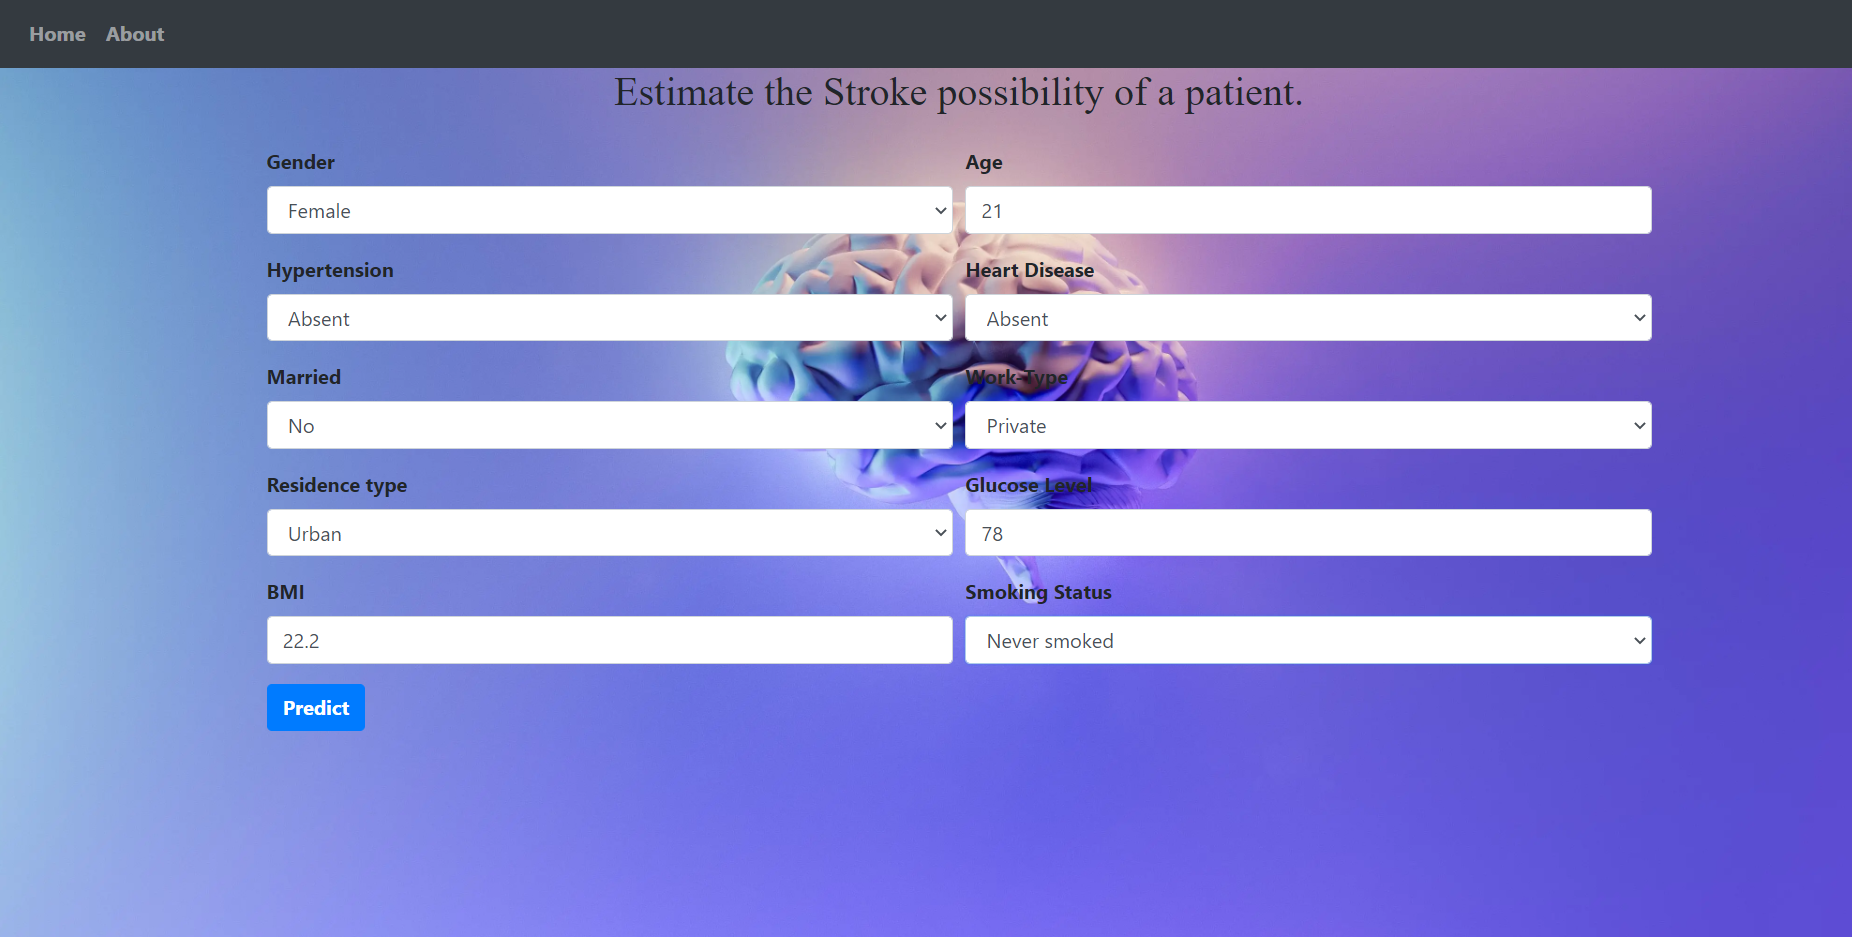 Home About
Estimate the Stroke possibility of a patient.
Gender Age
Female 21
Hypertension Heart Disease
Absent Absent
Married Work-Type
No Private
Residence type Glucose Level
Urban 78
BMI Smoking Status
22.2 Never smoked
Predict